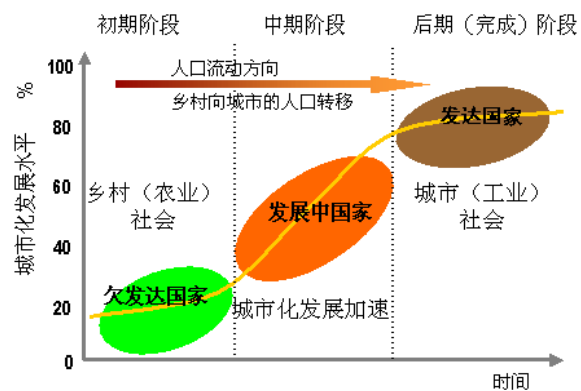 初期阶段 中期阶段 后期（完成）阶段
100
80
60
40
20
0
城市化发展水平 %
人口流动方向
乡村向城市的人口转移
发达国家
乡村（农业）
社会
发展中国家
城市（工业）
社会
欠发达国家
城市化发展加速
时间